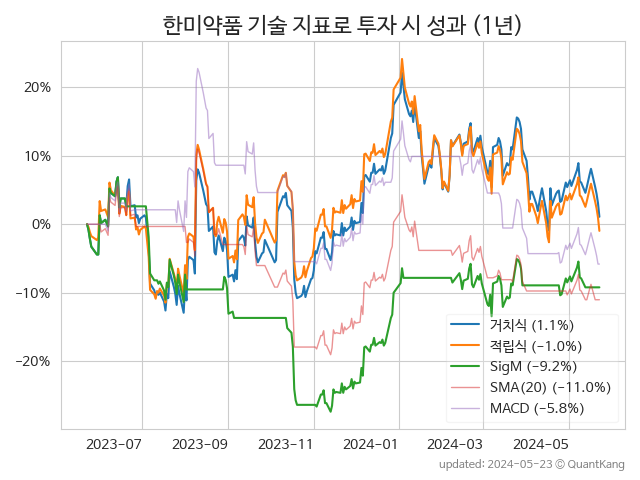 한미약품 기술 지표로 투자 시 성과 (1년)
20%
10%
0%
−10%
−20%
거치식 (1.1%)
적립식 (−1.0%)
SigM (−9.2%)
SMA(20) (−11.0%)
MACD (−5.8%)
2023−07
2023−09
2023−11
2024−01
2024−03
2024−05
updated: 2024-05-23 ⓒ QuantKang